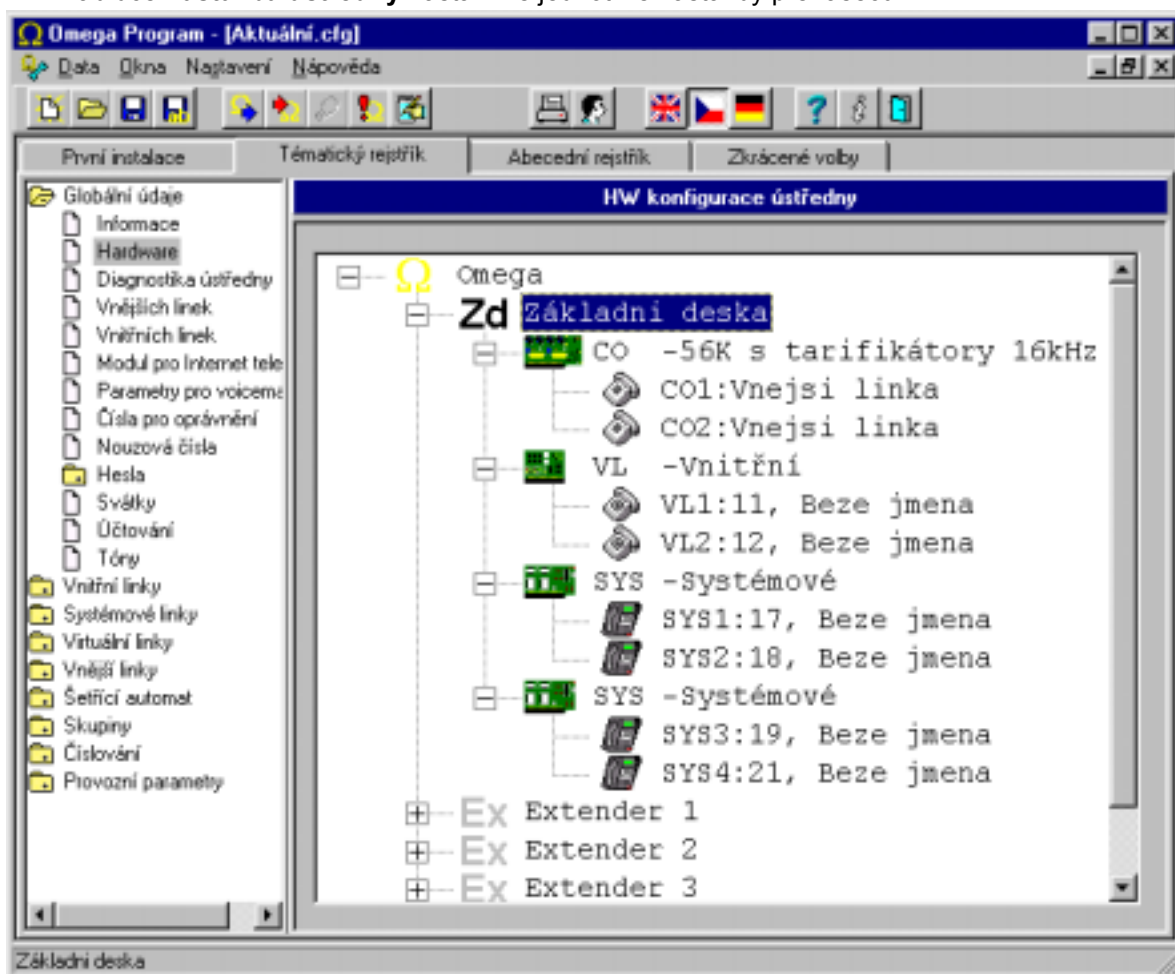 Omega Program - [Aktuální.cfg]
Data Okna Nastavení Nápověda
První instalace Tématický rejstřík Abecední rejstřík Zkrácené volby
Globální údaje
Informace
Hardware
Diagnostika ústředny
Vnějších linek
Vnitřních linek
Modul pro Internet tele
Parametry pro voicema
Čísla pro oprávnění
Nouzová čísla
Hesla
Svátky
Účtování
Tóny
Vnitřní linky
Systémové linky
Virtuální linky
Vnější linky
Šetřící automat
Skupiny
Číslování
Provozní parametry
HW konfigurace ústředny
Omega
Zd Základní deska
CO -56K s tarifikátory 16kHz
CO1:Vnejsi linka
CO2:Vnejsi linka
VL -Vnitřní
VL1:11, Beze jmena
VL2:12, Beze jmena
SYS -Systémové
SYS1:17, Beze jmena
SYS2:18, Beze jmena
SYS -Systémové
SYS3:19, Beze jmena
SYS4:21, Beze jmena
Ex Extender 1
Ex Extender 2
Ex Extender 3
Základní deska